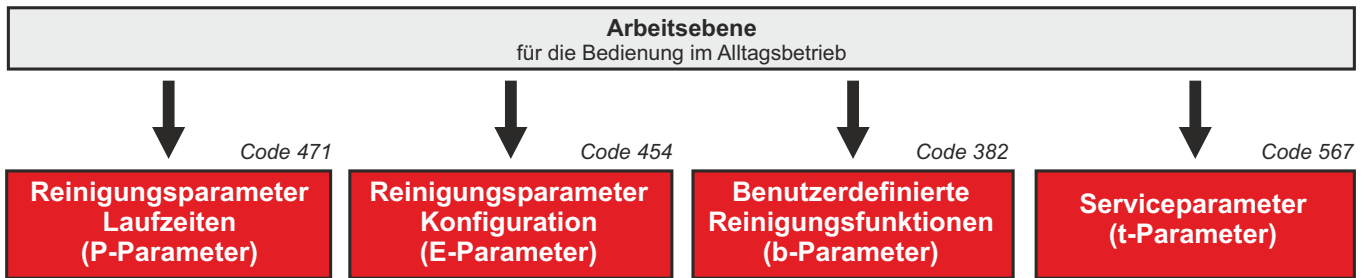 Arbeitsebene
für die Bedienung im Alltagsbetrieb
Code 471
Reinigungsparameter
Laufzeiten
(P-Parameter)
Code 454
Reinigungsparameter
Konfiguration
(E-Parameter)
Code 382
Benutzerdefinierte
Reinigungsfunktionen
(b-Parameter)
Code 567
Serviceparameter
(t-Parameter)